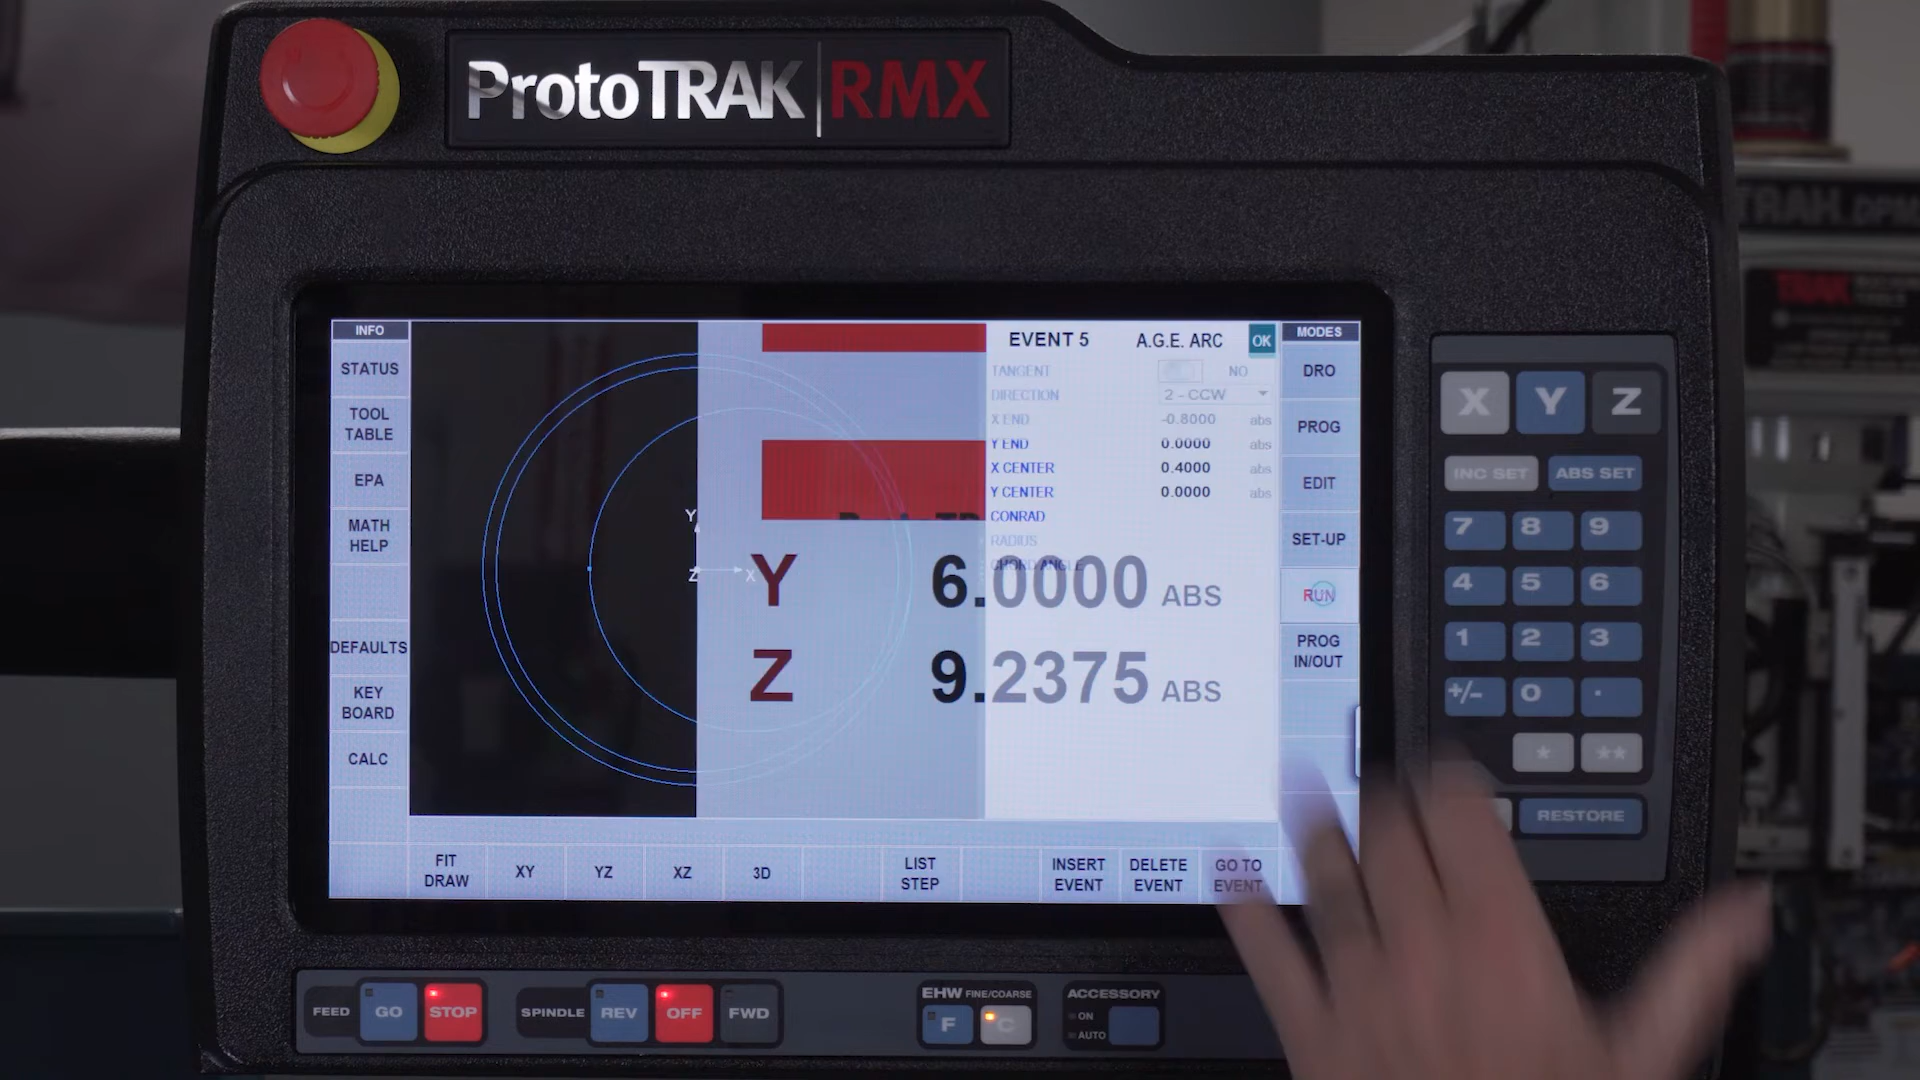 ProtoTRAK RMX
TRAK DPM
TRAK
INFO
STATUS
TOOL TABLE
EPA
MATH HELP
DEFAULTS
KEY BOARD
CALC
Y
Z
X
EVENT 5 A.G.E. ARC OK
TANGENT NO
DIRECTION 2 - CCW
X END -0.8000 abs
Y END 0.0000 abs
X CENTER 0.4000 abs
Y CENTER 0.0000 abs
CONRAD
RADIUS
CHORD ANGLE
Y 6.0000 ABS
Z 9.2375 ABS
MODES
DRO
PROG
EDIT
SET-UP
RUN
PROG IN/OUT
FIT DRAW
XY
YZ
XZ
3D
LIST STEP
INSERT EVENT
DELETE EVENT
GO TO EVENT
X Y Z
INC SET ABS SET
7 8 9
4 5 6
1 2 3
+/- 0 .
* **
RESTORE
FEED GO STOP
SPINDLE REV OFF FWD
EHW FINE/COARSE
F C
ACCESSORY
ON
AUTO